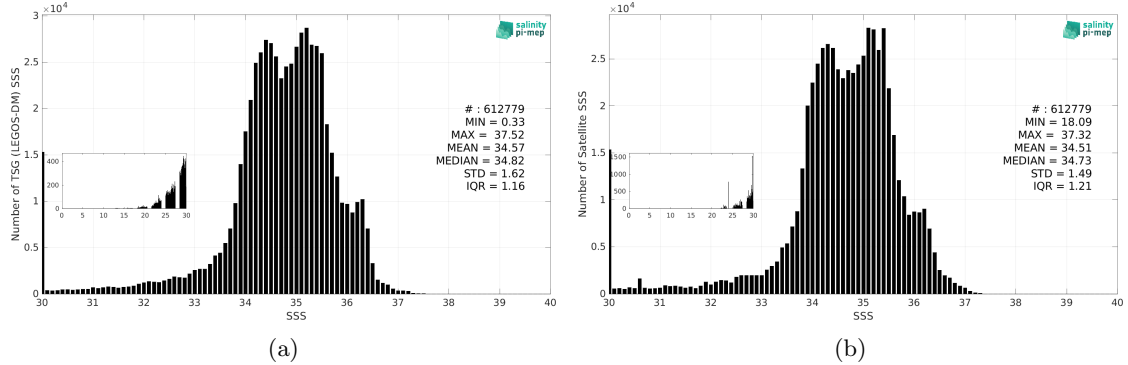 ×10⁴
3
2.5
2
1.5
1
0.5
0
Number of TSG (LEGOS-DM) SSS
salinity
pi-mep
# : 612779
MIN = 0.33
MAX = 37.52
MEAN = 34.57
MEDIAN = 34.82
STD = 1.62
IQR = 1.16
400
200
0
0 5 10 15 20 25 30
30 31 32 33 34 35 36 37 38 39 40
SSS
(a)
×10⁴
2.5
2
1.5
1
0.5
0
Number of Satellite SSS
salinity
pi-mep
# : 612779
MIN = 18.09
MAX = 37.32
MEAN = 34.51
MEDIAN = 34.73
STD = 1.49
IQR = 1.21
1500
1000
500
0
0 5 10 15 20 25 30
30 31 32 33 34 35 36 37 38 39 40
SSS
(b)